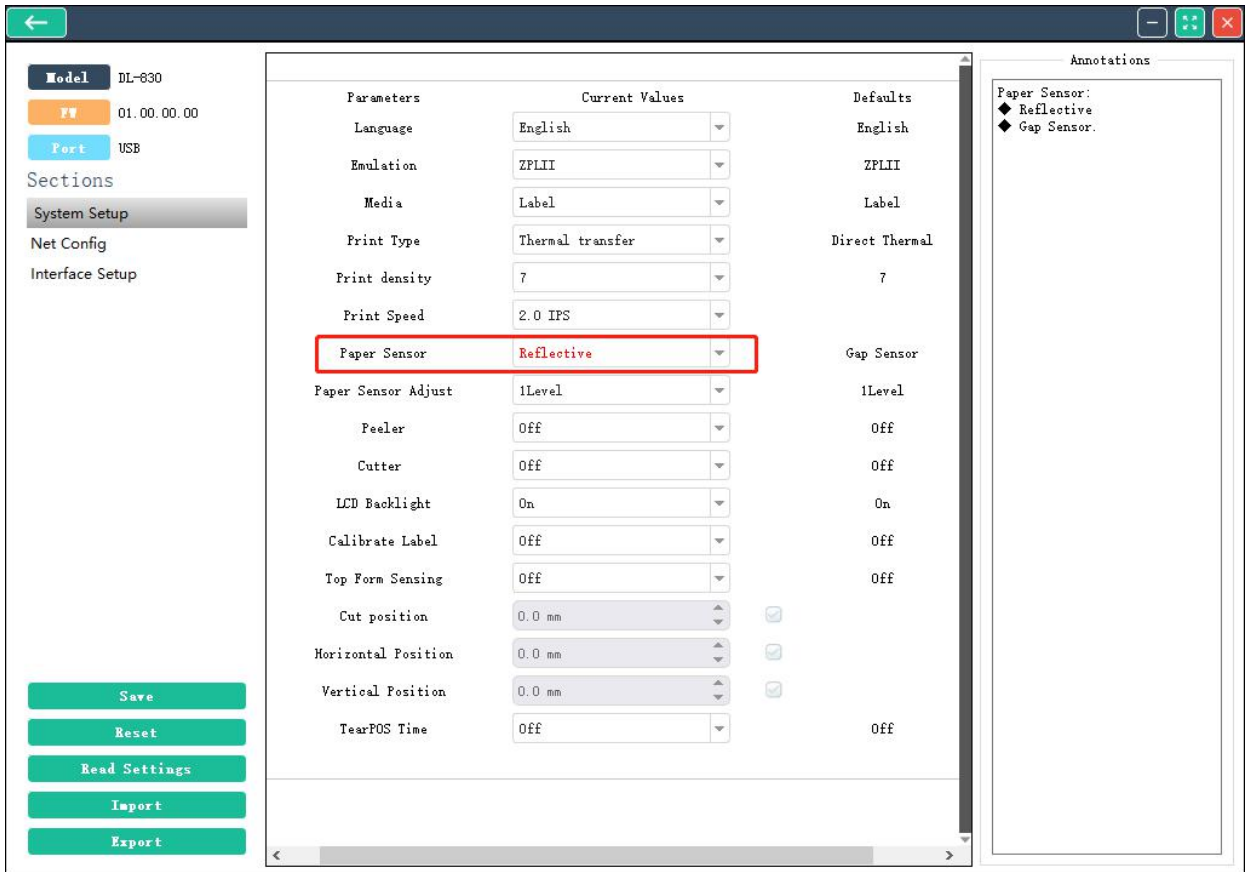 Model DL-830
FW 01.00.00.00
Port USB
Sections
System Setup
Net Config
Interface Setup
Save
Reset
Read Settings
Import
Export
Parameters Current Values Defaults
Language English English
Emulation ZPLII ZPLII
Media Label Label
Print Type Thermal transfer Direct Thermal
Print density 7 7
Print Speed 2.0 IPS
Paper Sensor Reflective Gap Sensor
Paper Sensor Adjust 1Level 1Level
Peeler Off Off
Cutter Off Off
LCD Backlight On On
Calibrate Label Off Off
Top Form Sensing Off Off
Cut position 0.0 mm
Horizontal Position 0.0 mm
Vertical Position 0.0 mm
TearPOS Time Off Off
Annotations
Paper Sensor:
◆ Reflective
◆ Gap Sensor.